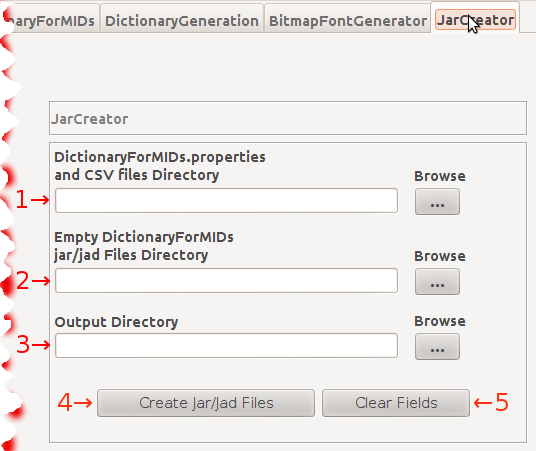 naryForMIDs DictionaryGeneration BitmapFontGenerator JarCreator
JarCreator
DictionaryForMIDs.properties
and CSV files Directory Browse
1→ ...
Empty DictionaryForMIDs
jar/jad Files Directory Browse
2→ ...
Output Directory Browse
3→ ...
4→ Create Jar/Jad Files Clear Fields ←5